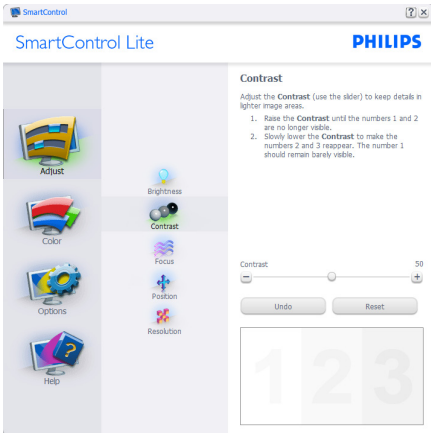 SmartControl
SmartControl Lite
PHILIPS
Adjust
Color
Options
Help
Brightness
Contrast
Focus
Position
Resolution
Contrast
Adjust the Contrast (use the slider) to keep details in
lighter image areas.
1. Raise the Contrast until the numbers 1 and 2
are no longer visible.
2. Slowly lower the Contrast to make the
numbers 2 and 3 reappear. The number 1
should remain barely visible.
Contrast 50
Undo Reset
1 2 3